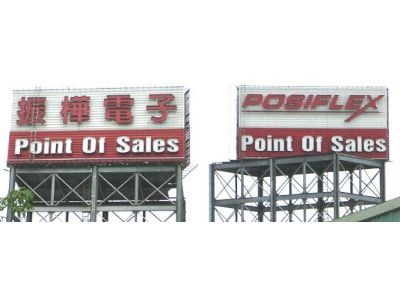 振樺電子
Point Of Sales
POSIFLEX
Point Of Sales